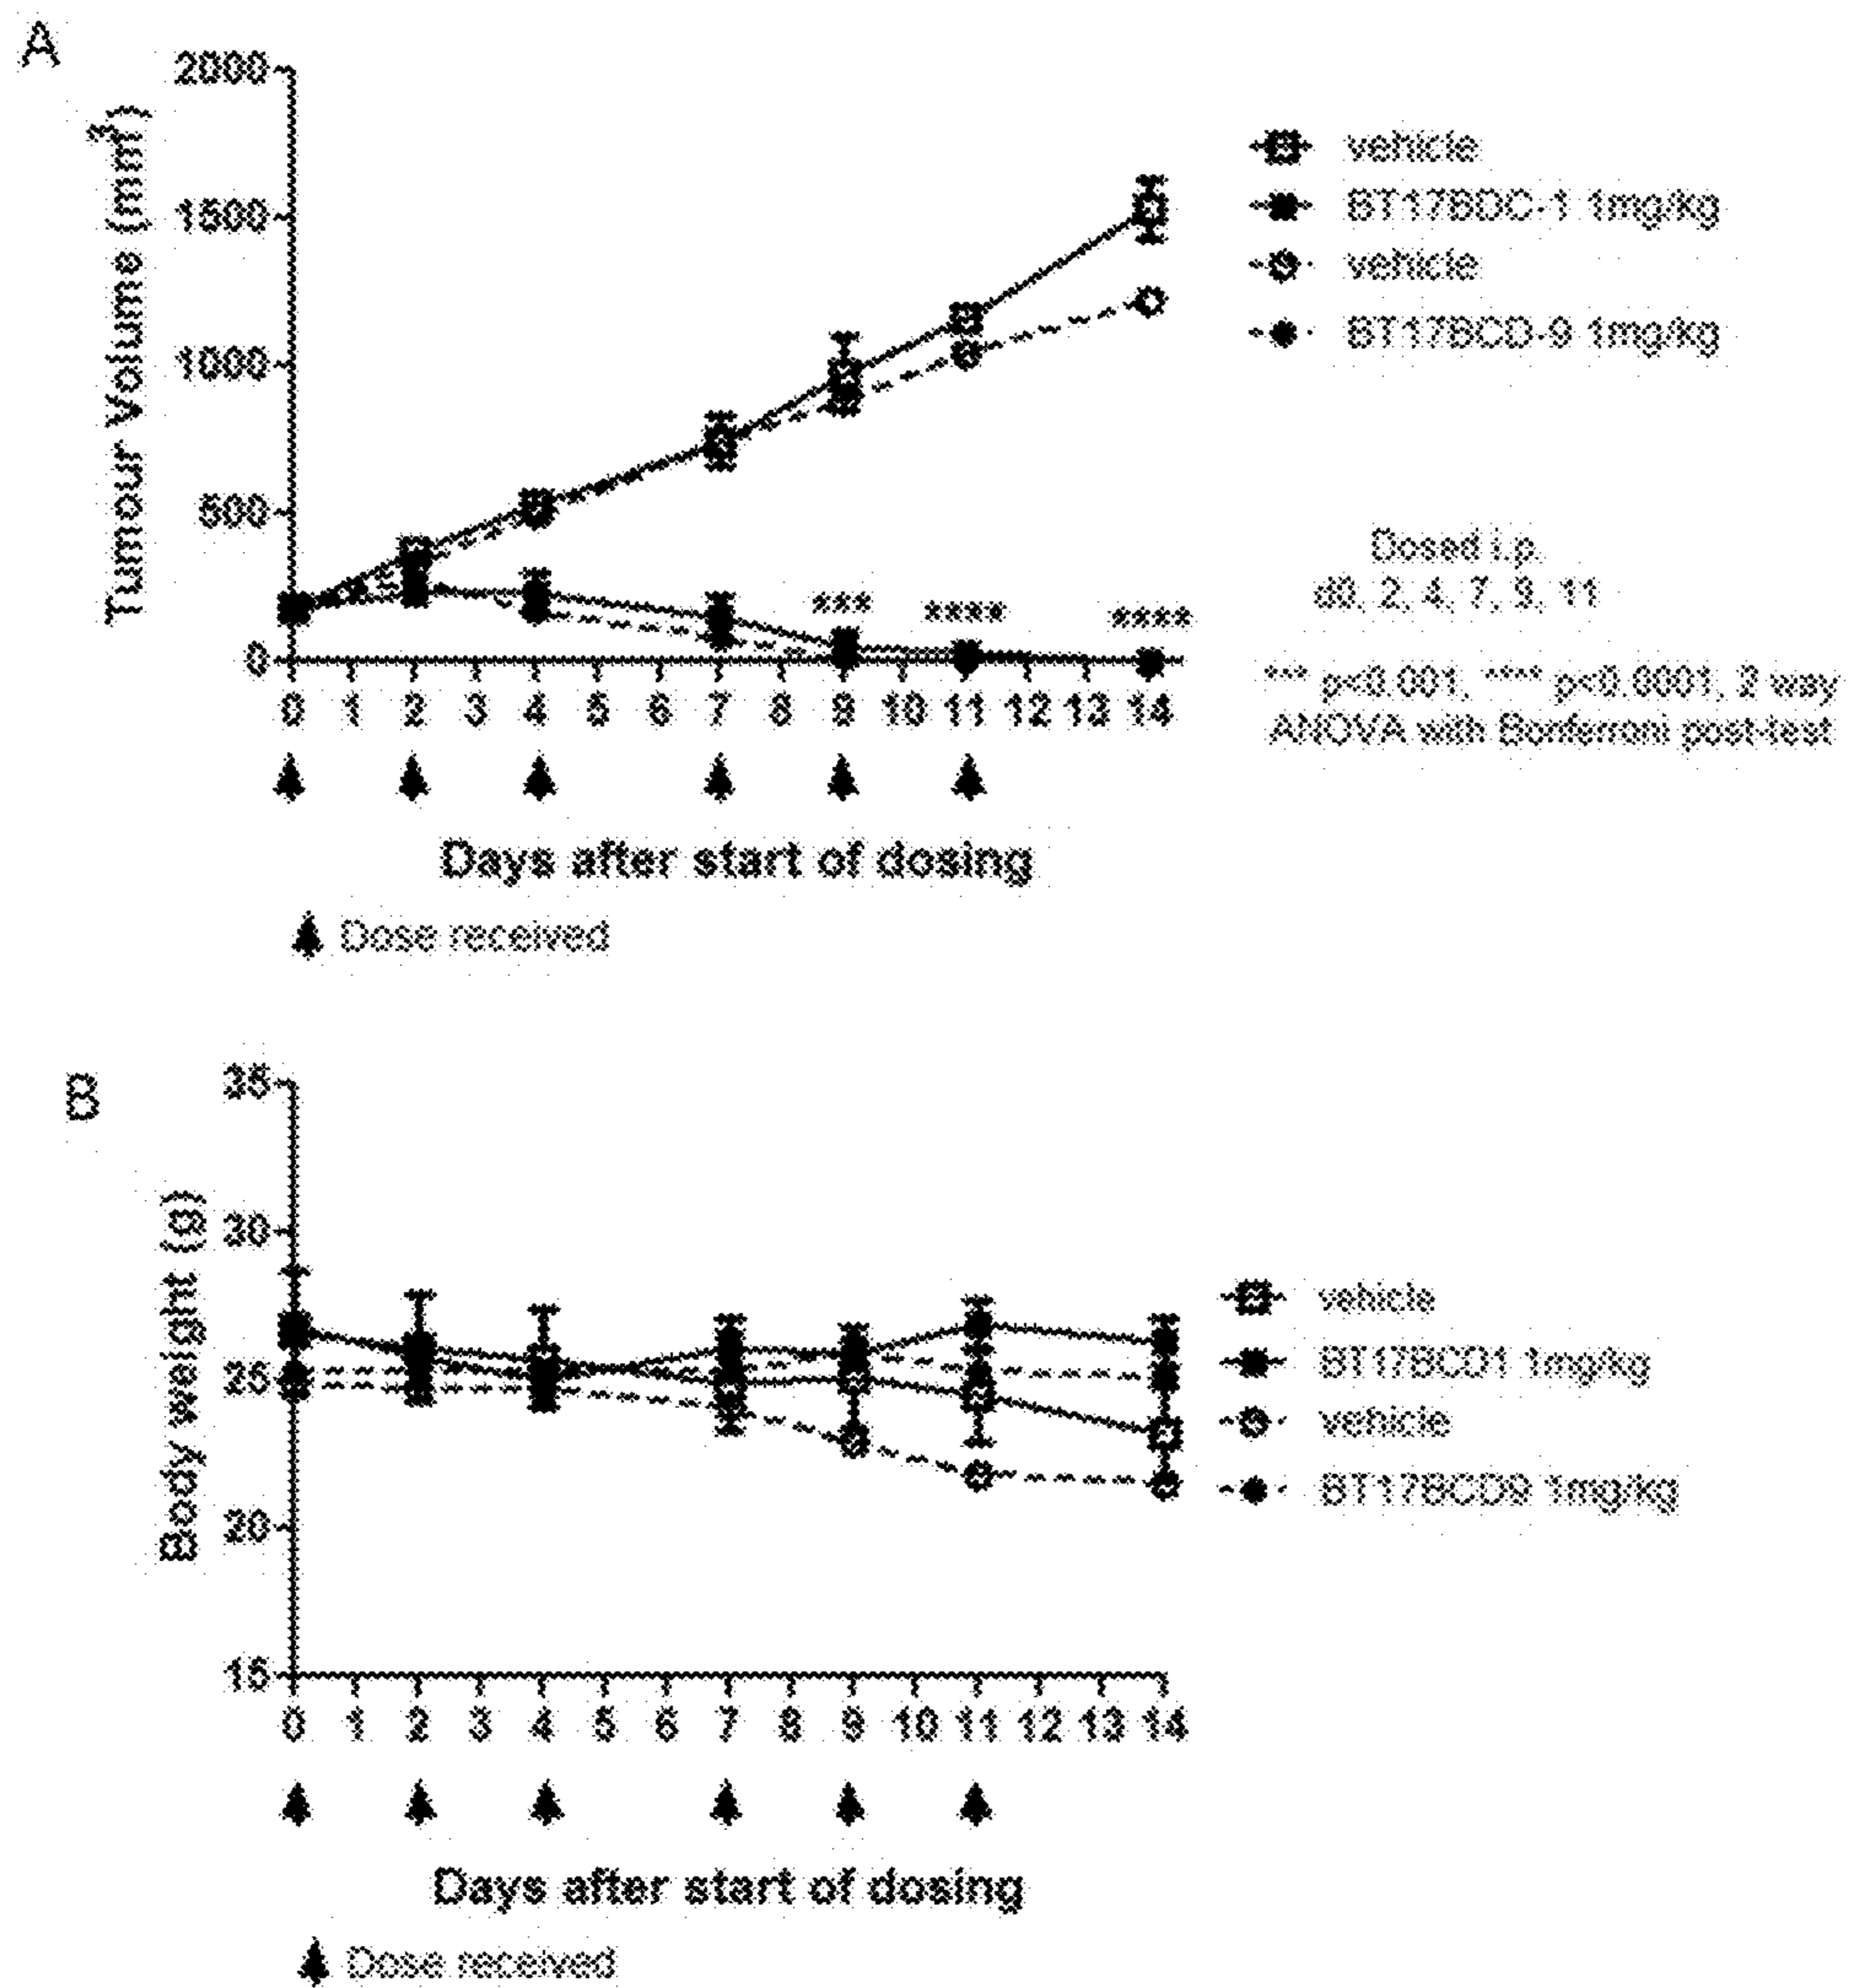 A
Tumour Volume (mm³)
2000
1500
1000
500
0
0 1 2 3 4 5 6 7 8 9 10 11 12 13 14
*** **** ****
vehicle
BT17BDC-1 1mg/kg
vehicle
BT17BCD-9 1mg/kg
Dosed i.p.
d0, 2, 4, 7, 9, 11
*** p<0.001, **** p<0.0001, 2 way
ANOVA with Bonferroni post-test
Days after start of dosing
Dose received
B
Body weight (g)
35
30
25
20
15
0 1 2 3 4 5 6 7 8 9 10 11 12 13 14
vehicle
BT17BCD1 1mg/kg
vehicle
BT17BCD9 1mg/kg
Days after start of dosing
Dose received